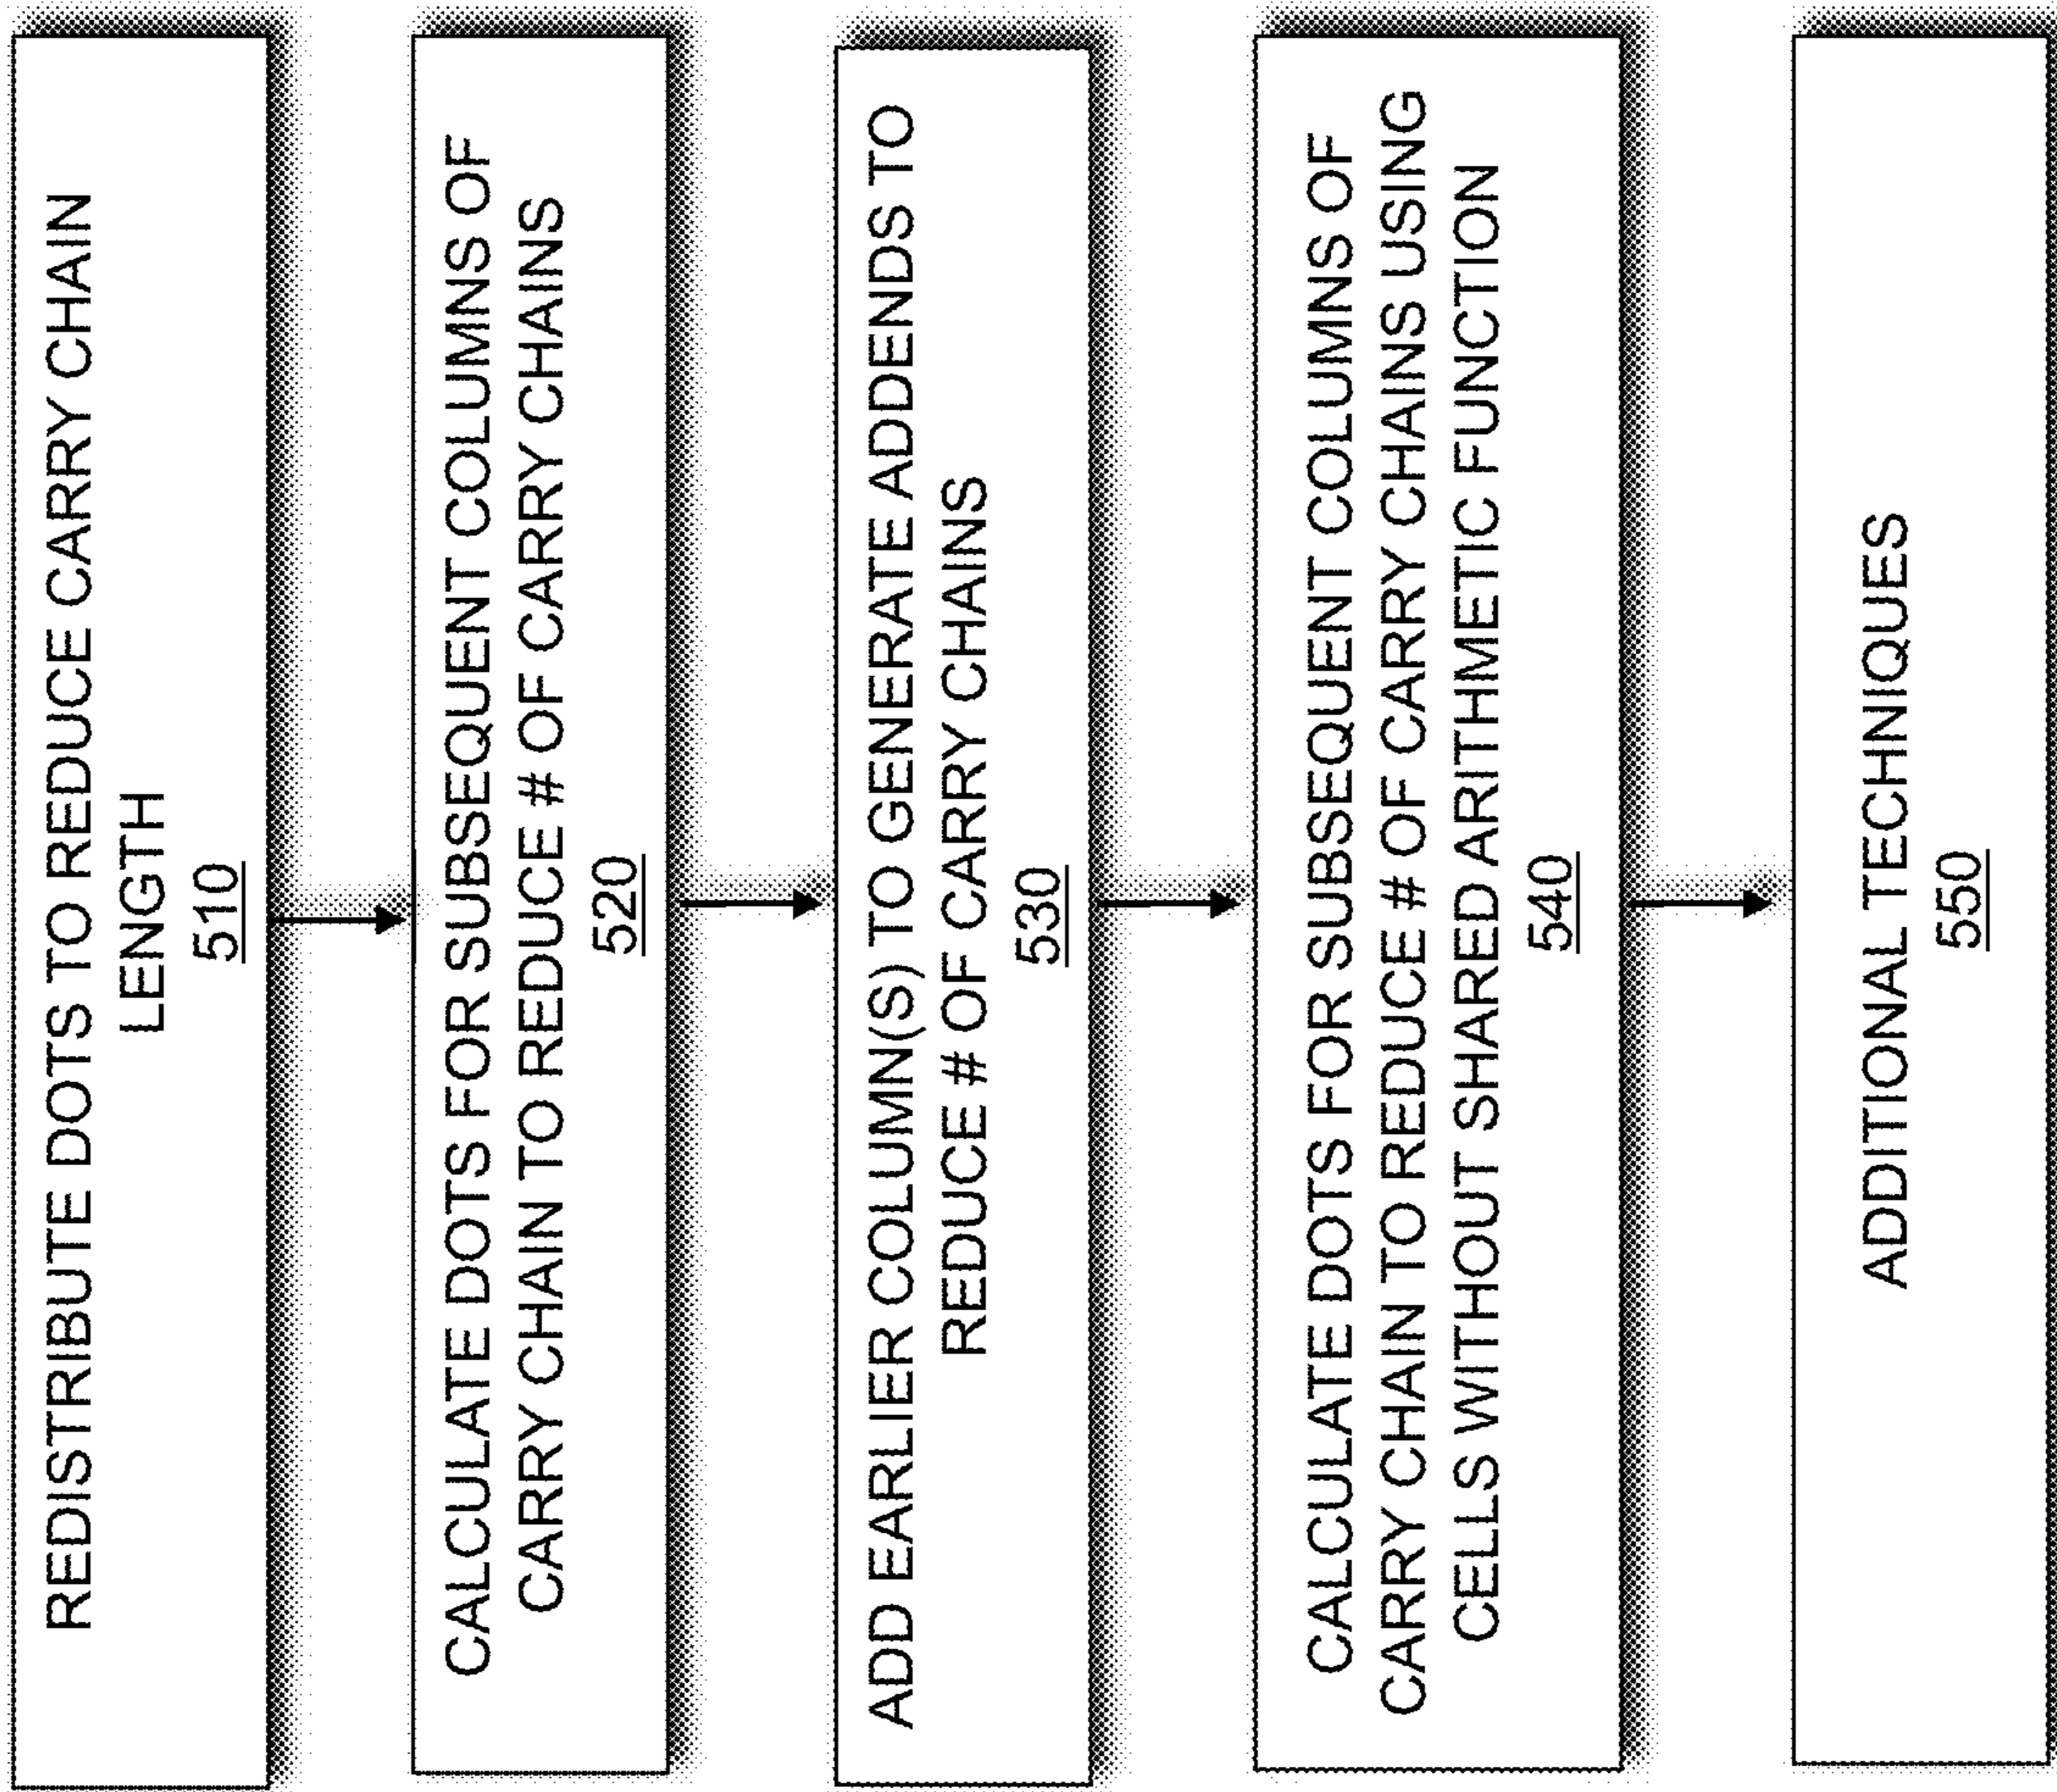 REDISTRIBUTE DOTS TO REDUCE CARRY CHAIN
LENGTH
510
CALCULATE DOTS FOR SUBSEQUENT COLUMNS OF
CARRY CHAIN TO REDUCE # OF CARRY CHAINS
520
ADD EARLIER COLUMN(S) TO GENERATE ADDENDS TO
REDUCE # OF CARRY CHAINS
530
CALCULATE DOTS FOR SUBSEQUENT COLUMNS OF
CARRY CHAIN TO REDUCE # OF CARRY CHAINS USING
CELLS WITHOUT SHARED ARITHMETIC FUNCTION
540
ADDITIONAL TECHNIQUES
550